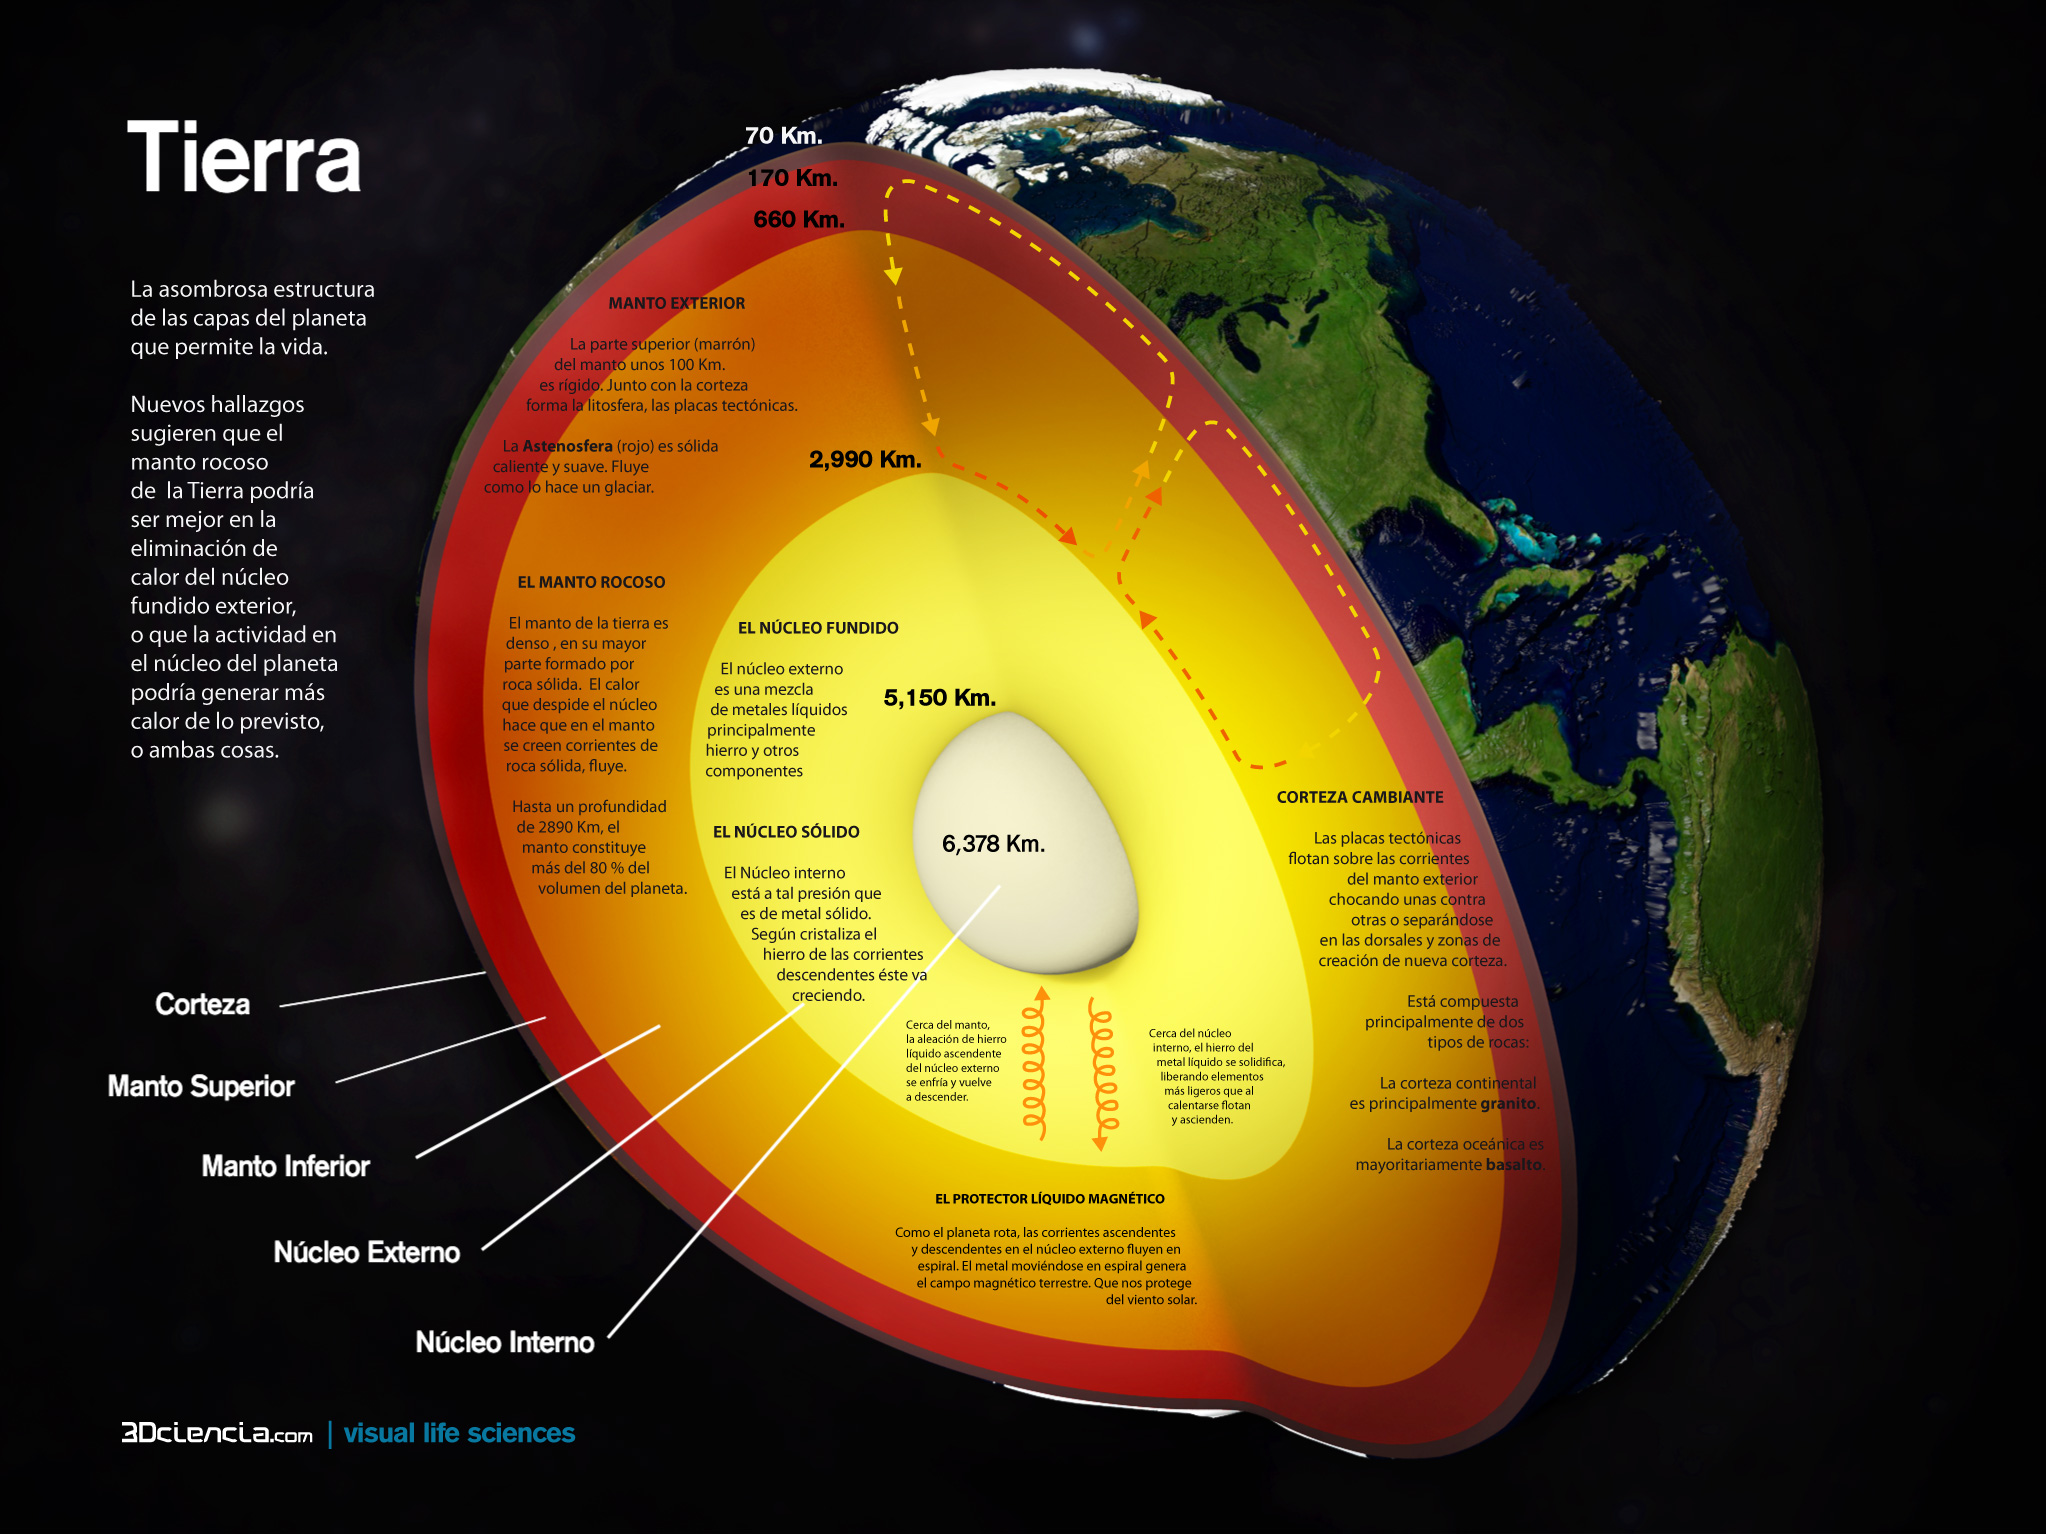 Tierra
La asombrosa estructura
de las capas del planeta
que permite la vida.
Nuevos hallazgos
sugieren que el
manto rocoso
de la Tierra podría
ser mejor en la
eliminación de
calor del núcleo
fundido exterior,
o que la actividad en
el núcleo del planeta
podría generar más
calor de lo previsto,
o ambas cosas.
70 Km.
170 Km.
660 Km.
MANTO EXTERIOR
La parte superior (marrón)
del manto unos 100 Km.
es rígido. Junto con la corteza
forma la litosfera, las placas tectónicas.
La Astenosfera (rojo) es sólida
caliente y suave. Fluye
como lo hace un glaciar.
2,990 Km.
EL MANTO ROCOSO
El manto de la tierra es
denso , en su mayor
parte formado por
roca sólida. El calor
que despide el núcleo
hace que en el manto
se creen corrientes de
roca sólida, fluye.
Hasta un profundidad
de 2890 Km, el
manto constituye
más del 80 % del
volumen del planeta.
EL NÚCLEO FUNDIDO
El núcleo externo
es una mezcla
de metales líquidos
principalmente
hierro y otros
componentes
5,150 Km.
EL NÚCLEO SÓLIDO
El Núcleo interno
está a tal presión que
es de metal sólido.
Según cristaliza el
hierro de las corrientes
descendentes éste va
creciendo.
6,378 Km.
Cerca del manto,
la aleación de hierro
líquido ascendente
del núcleo externo
se enfría y vuelve
a descender.
Cerca del núcleo
interno, el hierro del
metal líquido se solidifica,
liberando elementos
más ligeros que al
calentarse flotan
y ascienden.
CORTEZA CAMBIANTE
Las placas tectónicas
flotan sobre las corrientes
del manto exterior
chocando unas contra
otras o separándose
en las dorsales y zonas de
creación de nueva corteza.
Está compuesta
principalmente de dos
tipos de rocas:
La corteza continental
es principalmente granito.
La corteza oceánica es
mayoritariamente basalto.
EL PROTECTOR LÍQUIDO MAGNÉTICO
Como el planeta rota, las corrientes ascendentes
y descendentes en el núcleo externo fluyen en
espiral. El metal moviéndose en espiral genera
el campo magnético terrestre. Que nos protege
del viento solar.
Corteza
Manto Superior
Manto Inferior
Núcleo Externo
Núcleo Interno
3Dciencia.com | visual life sciences